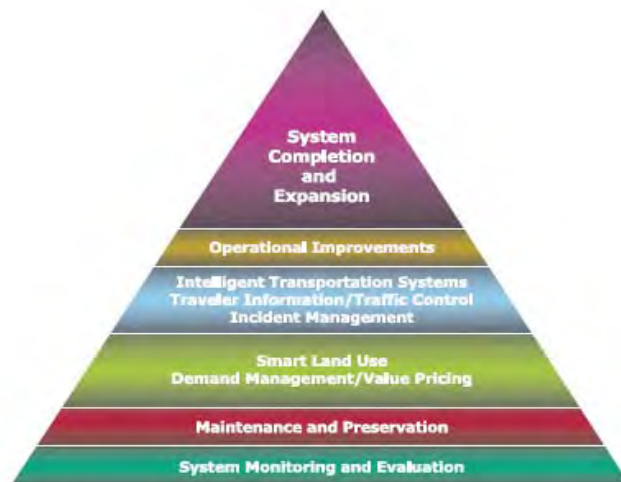 System
Completion
and
Expansion
Operational Improvements
Intelligent Transportation Systems
Traveler Information/Traffic Control
Incident Management
Smart Land Use
Demand Management/Value Pricing
Maintenance and Preservation
System Monitoring and Evaluation